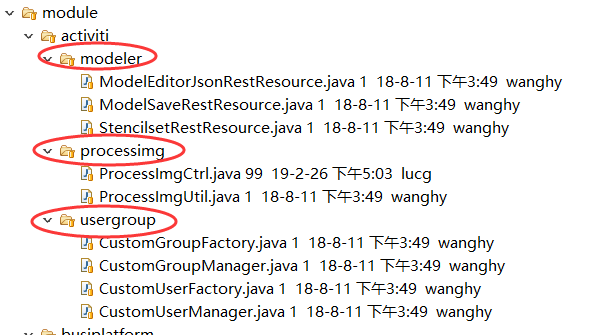 module
activiti
modeler
ModelEditorJsonRestResource.java 1 18-8-11 下午3:49 wanghy
ModelSaveRestResource.java 1 18-8-11 下午3:49 wanghy
StencilsetRestResource.java 1 18-8-11 下午3:49 wanghy
processimg
ProcessImgCtrl.java 99 19-2-26 下午5:03 lucg
ProcessImgUtil.java 1 18-8-11 下午3:49 wanghy
usergroup
CustomGroupFactory.java 1 18-8-11 下午3:49 wanghy
CustomGroupManager.java 1 18-8-11 下午3:49 wanghy
CustomUserFactory.java 1 18-8-11 下午3:49 wanghy
CustomUserManager.java 1 18-8-11 下午3:49 wanghy
busiplatform